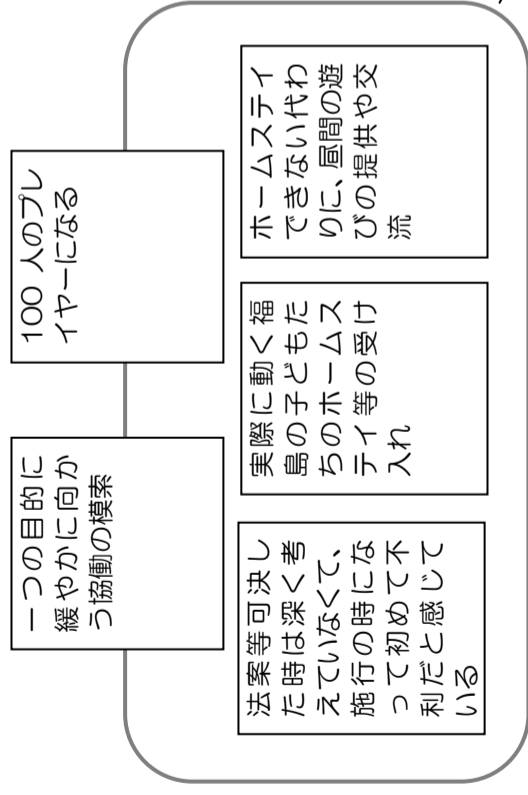 一つの目的に
緩やかに向か
う協働の模索
100 人のプレ
イヤーになる
法案等可決し
た時は深く考
えていなくて、
施行の時にな
って初めて不
利だと感じて
いる
実際に動く福
島の子どもた
ちのホームス
テイ等の受け
入れ
ホームステイ
できない代わ
りに、昼間の遊
びの提供や交
流